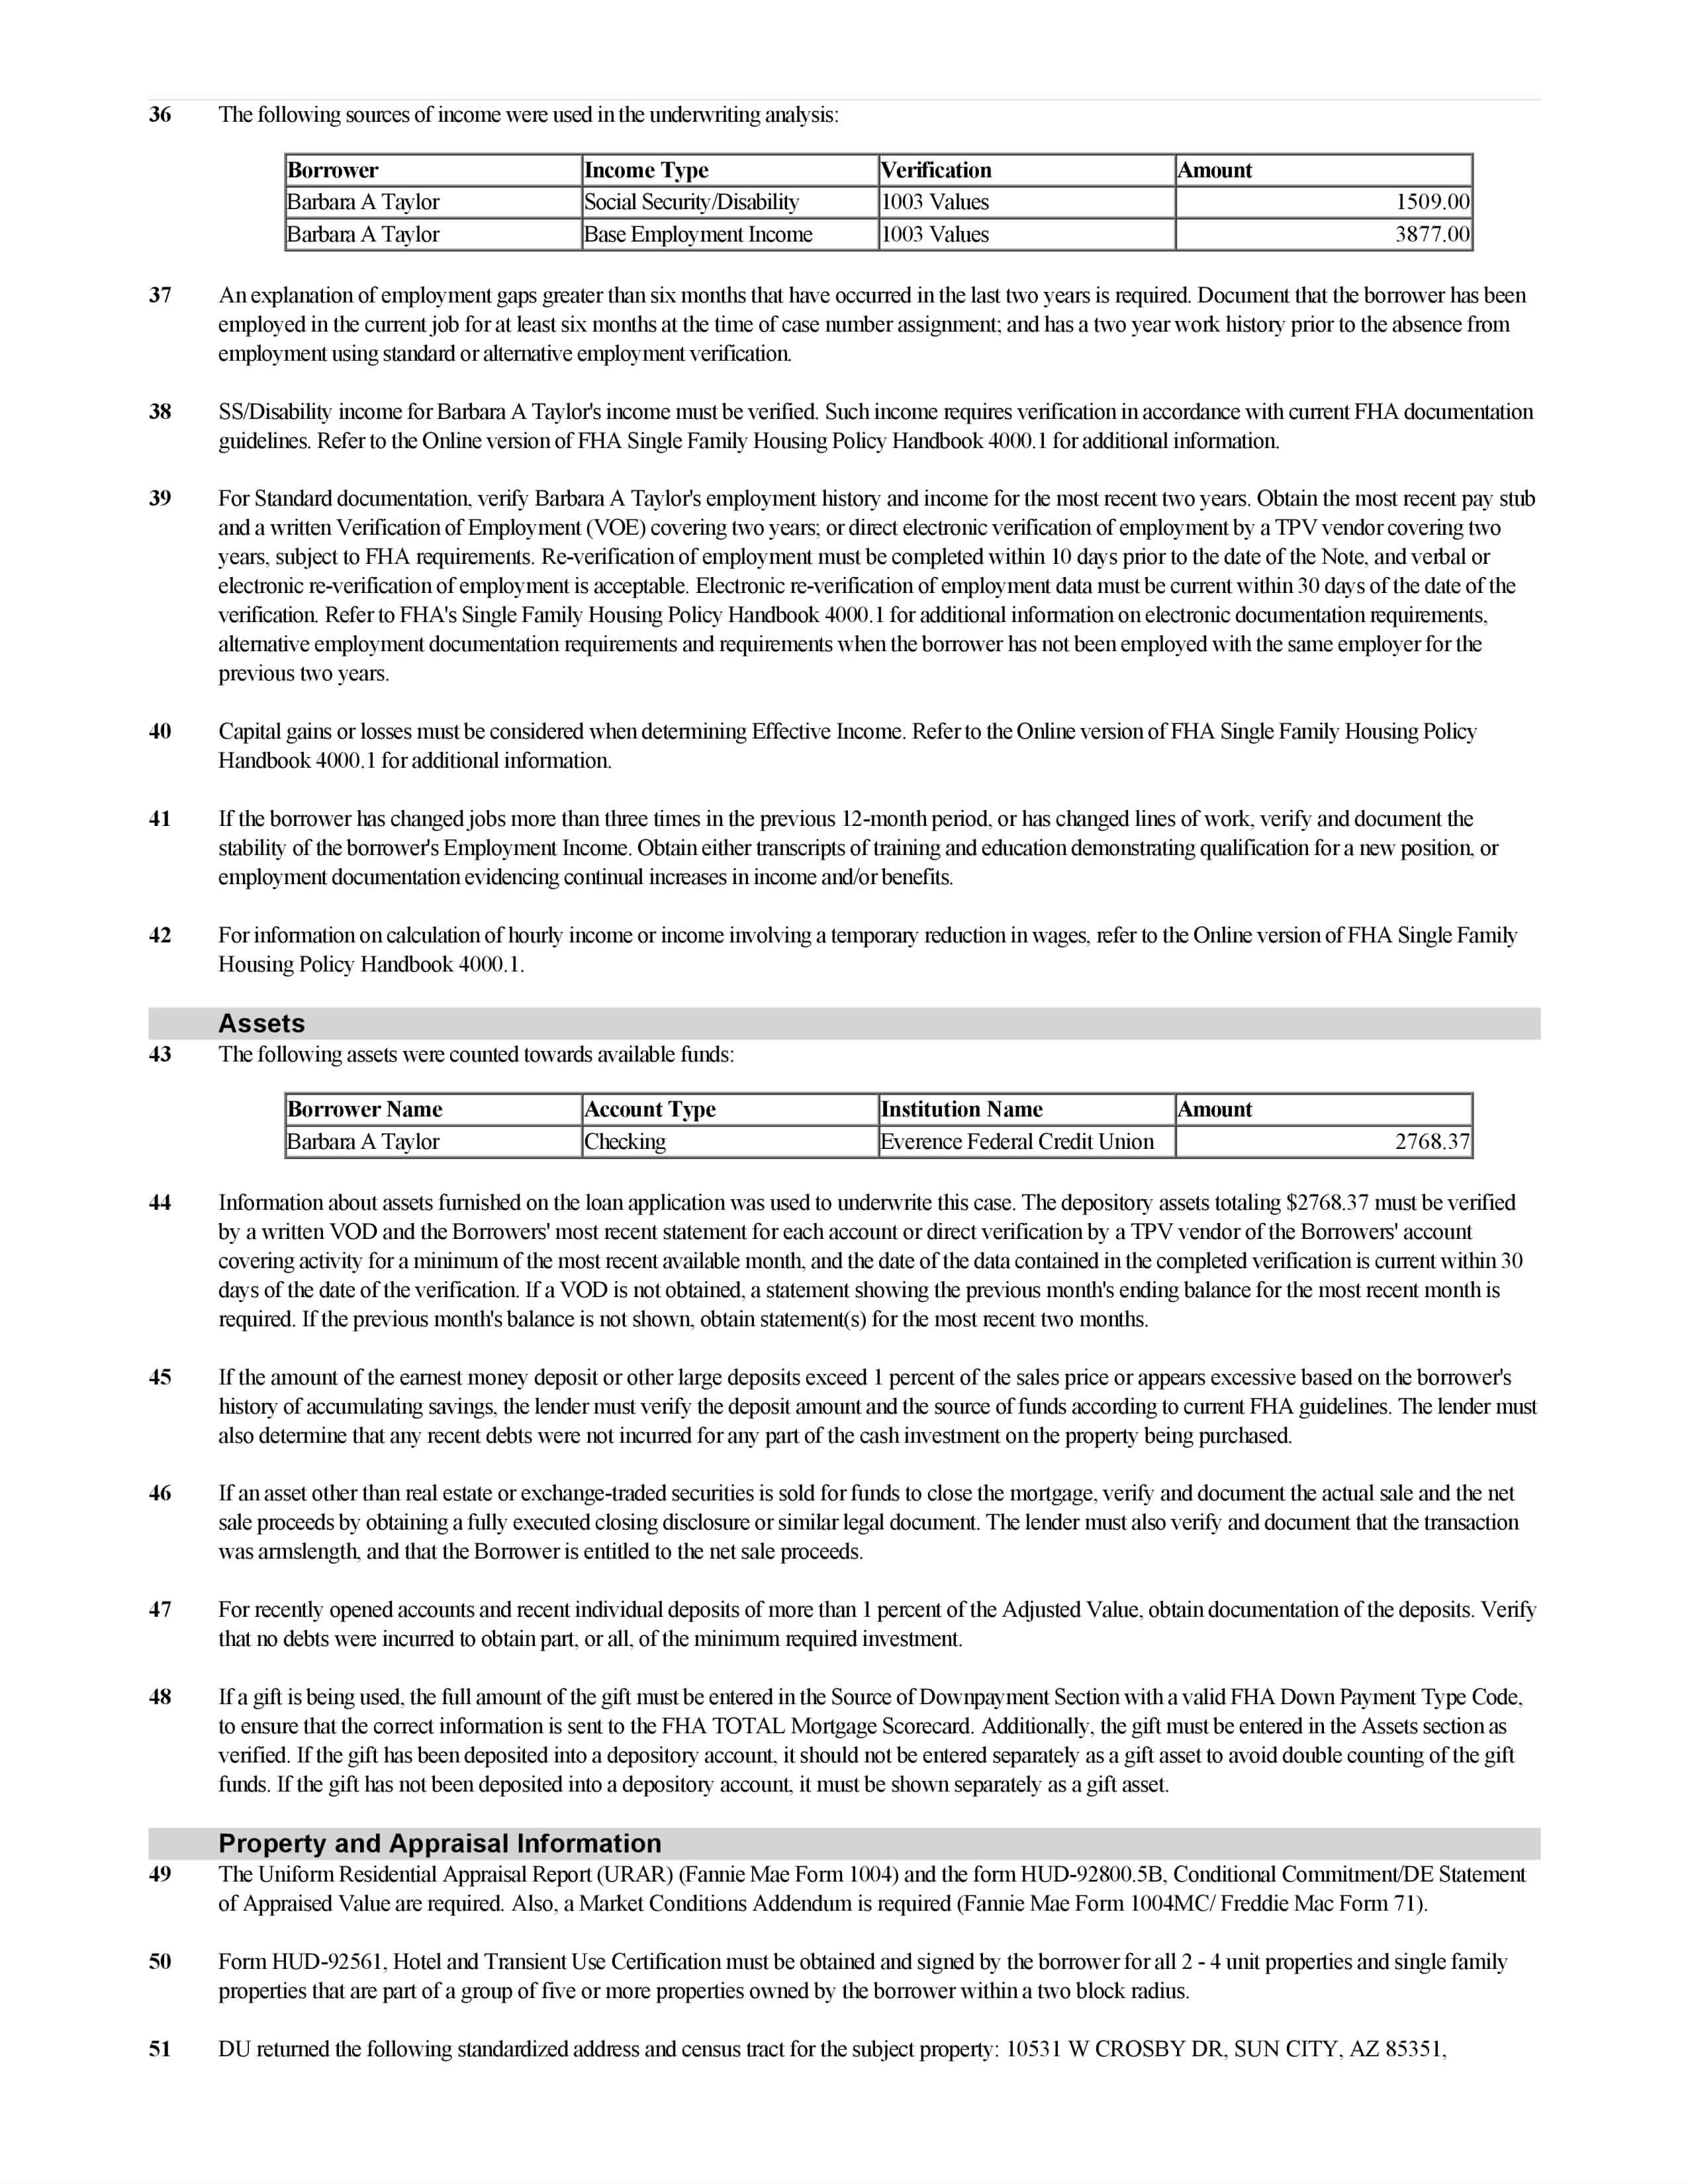 36 The following sources of income were used in the underwriting analysis:
Borrower Income Type Verification Amount
Barbara A Taylor Social Security/Disability 1003 Values 1509.00
Barbara A Taylor Base Employment Income 1003 Values 3877.00
37 An explanation of employment gaps greater than six months that have occurred in the last two years is required. Document that the borrower has been
employed in the current job for at least six months at the time of case number assignment; and has a two year work history prior to the absence from
employment using standard or alternative employment verification.
38 SS/Disability income for Barbara A Taylor's income must be verified. Such income requires verification in accordance with current FHA documentation
guidelines. Refer to the Online version of FHA Single Family Housing Policy Handbook 4000.1 for additional information.
39 For Standard documentation, verify Barbara A Taylor's employment history and income for the most recent two years. Obtain the most recent pay stub
and a written Verification of Employment (VOE) covering two years; or direct electronic verification of employment by a TPV vendor covering two
years, subject to FHA requirements. Re-verification of employment must be completed within 10 days prior to the date of the Note, and verbal or
electronic re-verification of employment is acceptable. Electronic re-verification of employment data must be current within 30 days of the date of the
verification. Refer to FHA's Single Family Housing Policy Handbook 4000.1 for additional information on electronic documentation requirements,
alternative employment documentation requirements and requirements when the borrower has not been employed with the same employer for the
previous two years.
40 Capital gains or losses must be considered when determining Effective Income. Refer to the Online version of FHA Single Family Housing Policy
Handbook 4000.1 for additional information.
41 If the borrower has changed jobs more than three times in the previous 12-month period, or has changed lines of work, verify and document the
stability of the borrower's Employment Income. Obtain either transcripts of training and education demonstrating qualification for a new position, or
employment documentation evidencing continual increases in income and/or benefits.
42 For information on calculation of hourly income or income involving a temporary reduction in wages, refer to the Online version of FHA Single Family
Housing Policy Handbook 4000.1.
Assets
43 The following assets were counted towards available funds:
Borrower Name Account Type Institution Name Amount
Barbara A Taylor Checking Everence Federal Credit Union 2768.37
44 Information about assets furnished on the loan application was used to underwrite this case. The depository assets totaling $2768.37 must be verified
by a written VOD and the Borrowers' most recent statement for each account or direct verification by a TPV vendor of the Borrowers' account
covering activity for a minimum of the most recent available month, and the date of the data contained in the completed verification is current within 30
days of the date of the verification. If a VOD is not obtained, a statement showing the previous month's ending balance for the most recent month is
required. If the previous month's balance is not shown, obtain statement(s) for the most recent two months.
45 If the amount of the earnest money deposit or other large deposits exceed 1 percent of the sales price or appears excessive based on the borrower's
history of accumulating savings, the lender must verify the deposit amount and the source of funds according to current FHA guidelines. The lender must
also determine that any recent debts were not incurred for any part of the cash investment on the property being purchased.
46 If an asset other than real estate or exchange-traded securities is sold for funds to close the mortgage, verify and document the actual sale and the net
sale proceeds by obtaining a fully executed closing disclosure or similar legal document. The lender must also verify and document that the transaction
was armslength, and that the Borrower is entitled to the net sale proceeds.
47 For recently opened accounts and recent individual deposits of more than 1 percent of the Adjusted Value, obtain documentation of the deposits. Verify
that no debts were incurred to obtain part, or all, of the minimum required investment.
48 If a gift is being used, the full amount of the gift must be entered in the Source of Downpayment Section with a valid FHA Down Payment Type Code,
to ensure that the correct information is sent to the FHA TOTAL Mortgage Scorecard. Additionally, the gift must be entered in the Assets section as
verified. If the gift has been deposited into a depository account, it should not be entered separately as a gift asset to avoid double counting of the gift
funds. If the gift has not been deposited into a depository account, it must be shown separately as a gift asset.
Property and Appraisal Information
49 The Uniform Residential Appraisal Report (URAR) (Fannie Mae Form 1004) and the form HUD-92800.5B, Conditional Commitment/DE Statement
of Appraised Value are required. Also, a Market Conditions Addendum is required (Fannie Mae Form 1004MC/ Freddie Mac Form 71).
50 Form HUD-92561, Hotel and Transient Use Certification must be obtained and signed by the borrower for all 2 - 4 unit properties and single family
properties that are part of a group of five or more properties owned by the borrower within a two block radius.
51 DU returned the following standardized address and census tract for the subject property: 10531 W CROSBY DR, SUN CITY, AZ 85351,